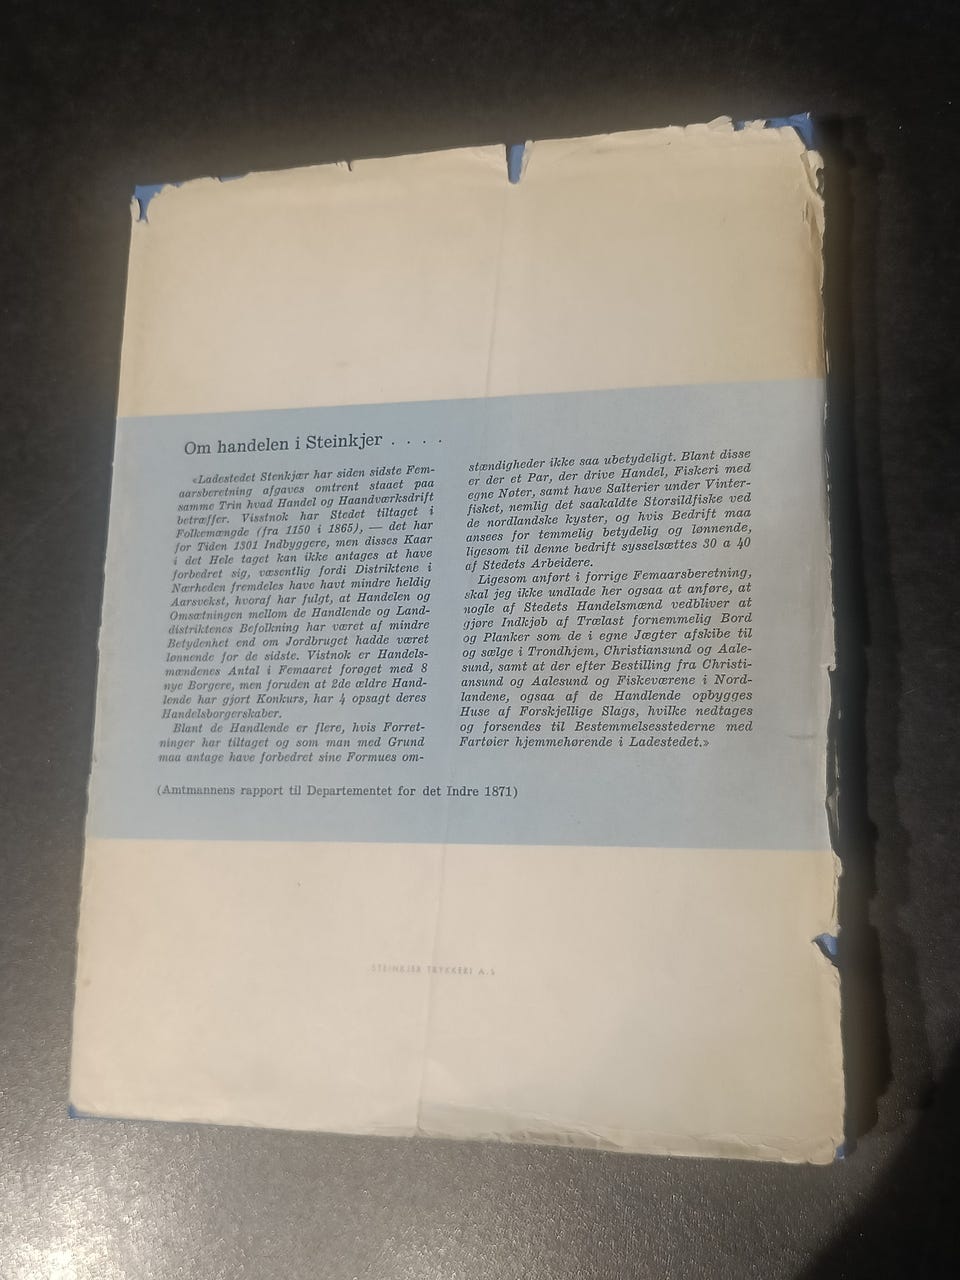 Om handelen i Steinkjer . . . .
«Ladestedet Stenkjær har siden sidste Fem-
aarsberetning afgaves omtrent staaet paa
samme Trin hvad Handel og Haandværksdrift
betræffer. Visstnok har Stedet tiltaget i
Folkemængde (fra 1150 i 1865), — det har
for Tiden 1301 Indbyggere, men disses Kaar
i det Hele taget kan ikke antages at have
forbedret sig, væsentlig fordi Distriktene i
Nærheden fremdeles have havt mindre heldig
Aarsvekst, hvoraf har fulgt, at Handelen og
Omsætningen mellom de Handlende og Land-
distriktenes Befolkning har været af mindre
Betydenhet end om Jordbruget hadde været
lønnende for de sidste. Vistnok er Handels-
mændenes Antal i Femaaret forøget med 8
nye Borgere, men foruden at 2de ældre Hand-
lende har gjort Konkurs, har 4 opsagt deres
Handelsborgerskaber.
Blant de Handlende er flere, hvis Forret-
ninger har tiltaget og som man med Grund
maa antage have forbedret sine Formues om-
stændigheder ikke saa ubetydeligt. Blant disse
er der et Par, der drive Handel, Fiskeri med
egne Nøter, samt have Salterier under Vinter-
fisket, nemlig det saakaldte Storsildfiske ved
de nordlandske kyster, og hvis Bedrift maa
ansees for temmelig betydelig og lønnende,
ligesom til denne bedrift sysselsættes 30 a 40
af Stedets Arbeidere.
Ligesom anført i forrige Femaarsberetning,
skal jeg ikke undlade her ogsaa at anføre, at
nogle af Stedets Handelsmænd vedbliver at
gjøre Indkjøb af Trælast fornemmelig Bord
og Planker som de i egne Jægter afskibe til
og sælge i Trondhjem, Christiansund og Aale-
sund, samt at der efter Bestilling fra Christi-
ansund og Aalesund og Fiskeværene i Nord-
landene, ogsaa af de Handlende opbygges
Huse af Forskjellige Slags, hvilke nedtages
og forsendes til Bestemmelsesstederne med
Fartøier hjemmehørende i Ladestedet.»
(Amtmannens rapport til Departementet for det Indre 1871)
STEINKJER TRYKKERI A.S